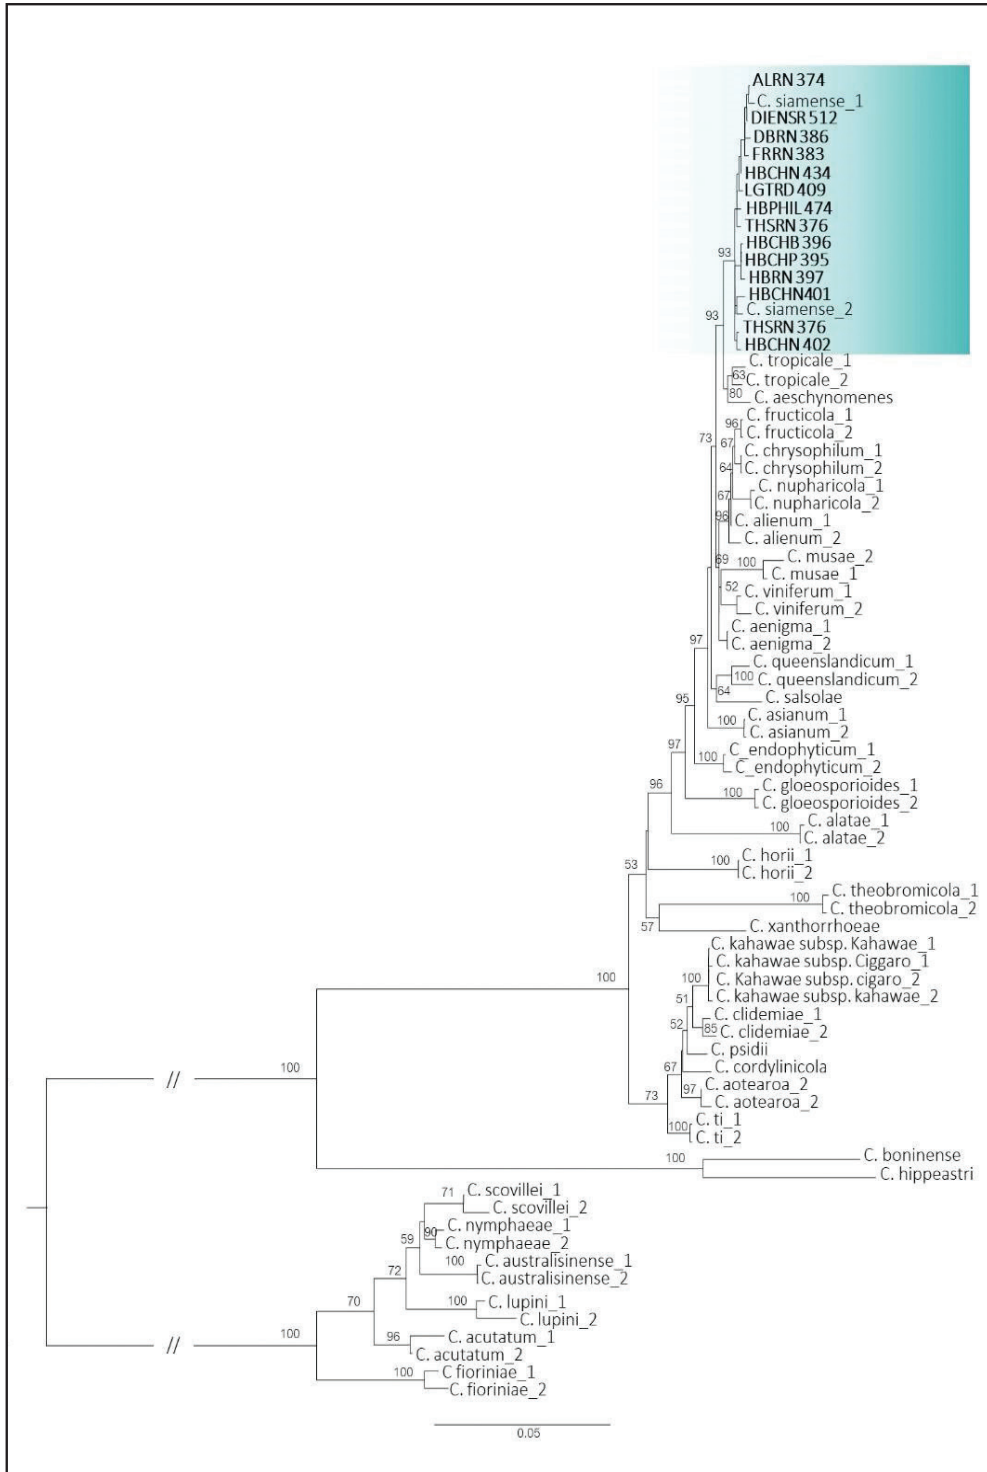 ALRN 374
C. siamense_1
DIENSR 512
DBRN 386
FRRN 383
HBCHN 434
LGTRD 409
HBPHIL 474
THSRN 376
HBCHB 396
HBCHP 395
93
HBRN 397
HBCHN401
C. siamense_2
93
THSRN 376
HBCHN 402
C. tropicale_1
63
C. tropicale_2
80
C. aeschynomenes
C. fructicola_1
96
C. fructicola_2
73
67
C. chrysophilum_1
64
C. chrysophilum_2
C. nupharicola_1
67
C. nupharicola_2
96
C. alienum_1
C. alienum_2
69
C. musae_2
100
C. musae_1
52
C. viniferum_1
C. viniferum_2
C. aenigma_1
97
C. aenigma_2
C. queenslandicum_1
100
C. queenslandicum_2
64
95
C. salsolae
100
C. asianum_1
C. asianum_2
97
C_endophyticum_1
100
C_endophyticum_2
96
C. gloeosporioides_1
100
C. gloeosporioides_2
C. alatae_1
100
C. alatae_2
C. horii_1
53
100
C. horii_2
C. theobromicola_1
100
C. theobromicola_2
57
C. xanthorrhoeae
C. kahawae subsp. Kahawae_1
C. kahawae subsp. Ciggaro_1
100
100
C. Kahawae subsp. cigaro_2
51
C. kahawae subsp. kahawae_2
C. clidemiae_1
52
85
C. clidemiae_2
C. psidii
100
67
C. cordylinicola
// 
97
C. aotearoa_2
73
C. aotearoa_2
C. ti_1
100
C. ti_2
C. boninense
100
C. hippeastri
71
C. scovillei_1
C. scovillei_2
C. nymphaeae_1
90
59
C. nymphaeae_2
C. australisinense_1
100
72
C. australisinense_2
100
C. lupini_1
70
C. lupini_2
100
96
C. acutatum_1
//
C. acutatum_2
100
C fioriniae_1
C. fioriniae_2
0.05